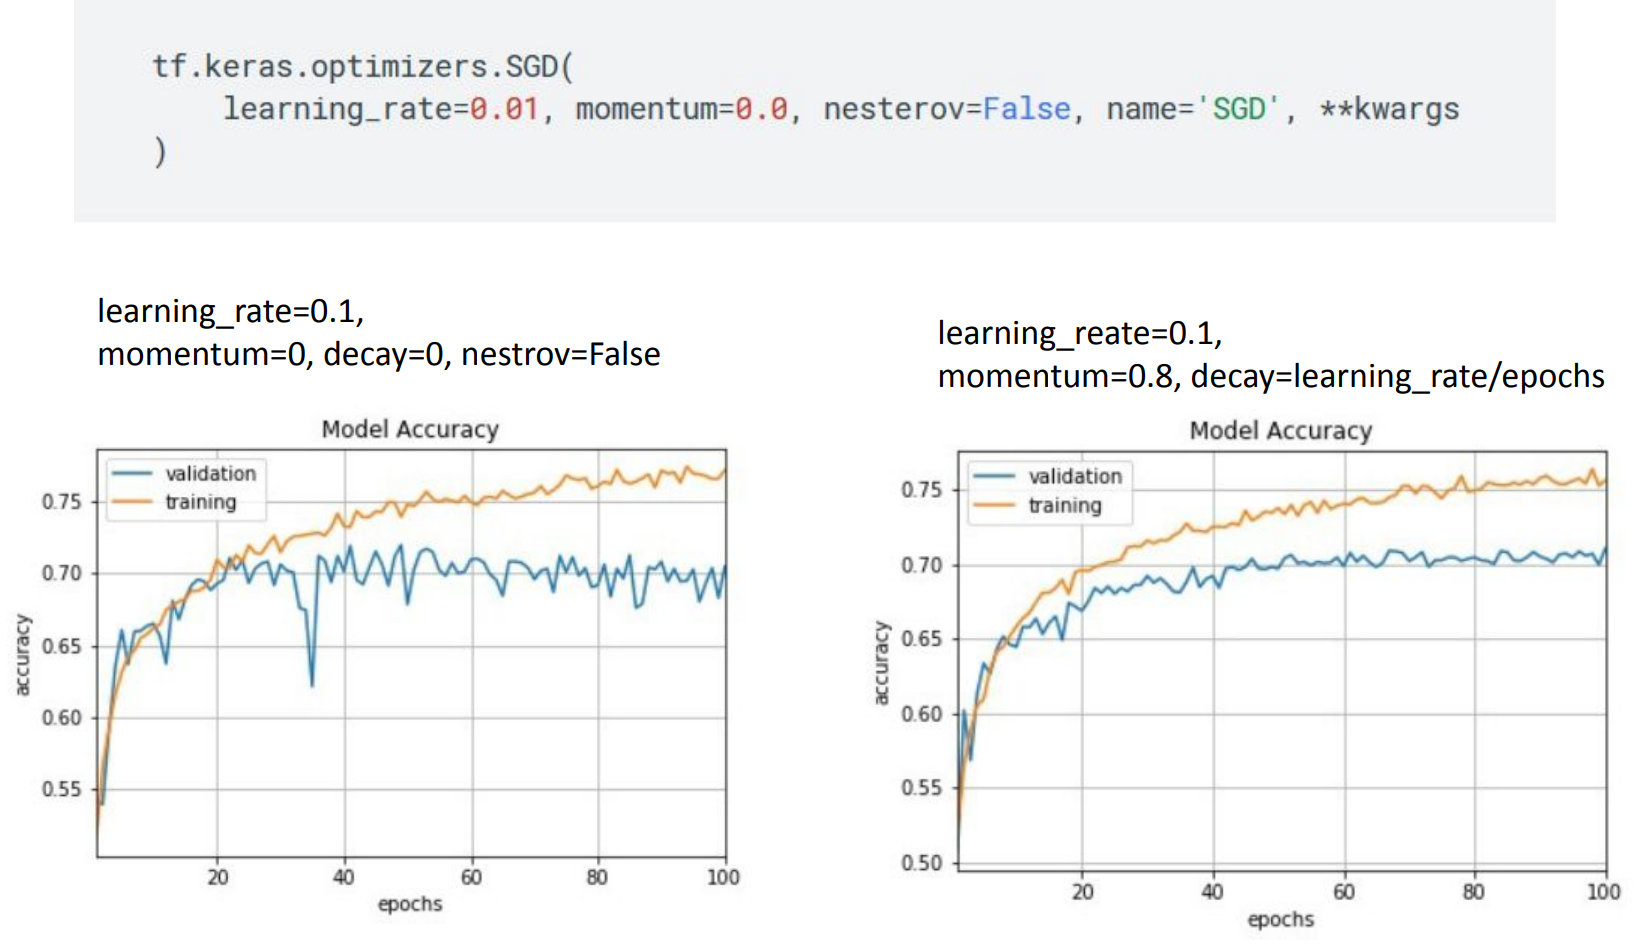 tf.keras.optimizers.SGD(
learning_rate=0.01, momentum=0.0, nesterov=False, name='SGD', **kwargs
)
learning_rate=0.1,
momentum=0, decay=0, nestrov=False
Model Accuracy
validation
training
0.75
0.70
0.65
0.60
0.55
accuracy
20 40 60 80 100
epochs
learning_reate=0.1,
momentum=0.8, decay=learning_rate/epochs
Model Accuracy
validation
training
0.75
0.70
0.65
0.60
0.55
0.50
accuracy
20 40 60 80 100
epochs